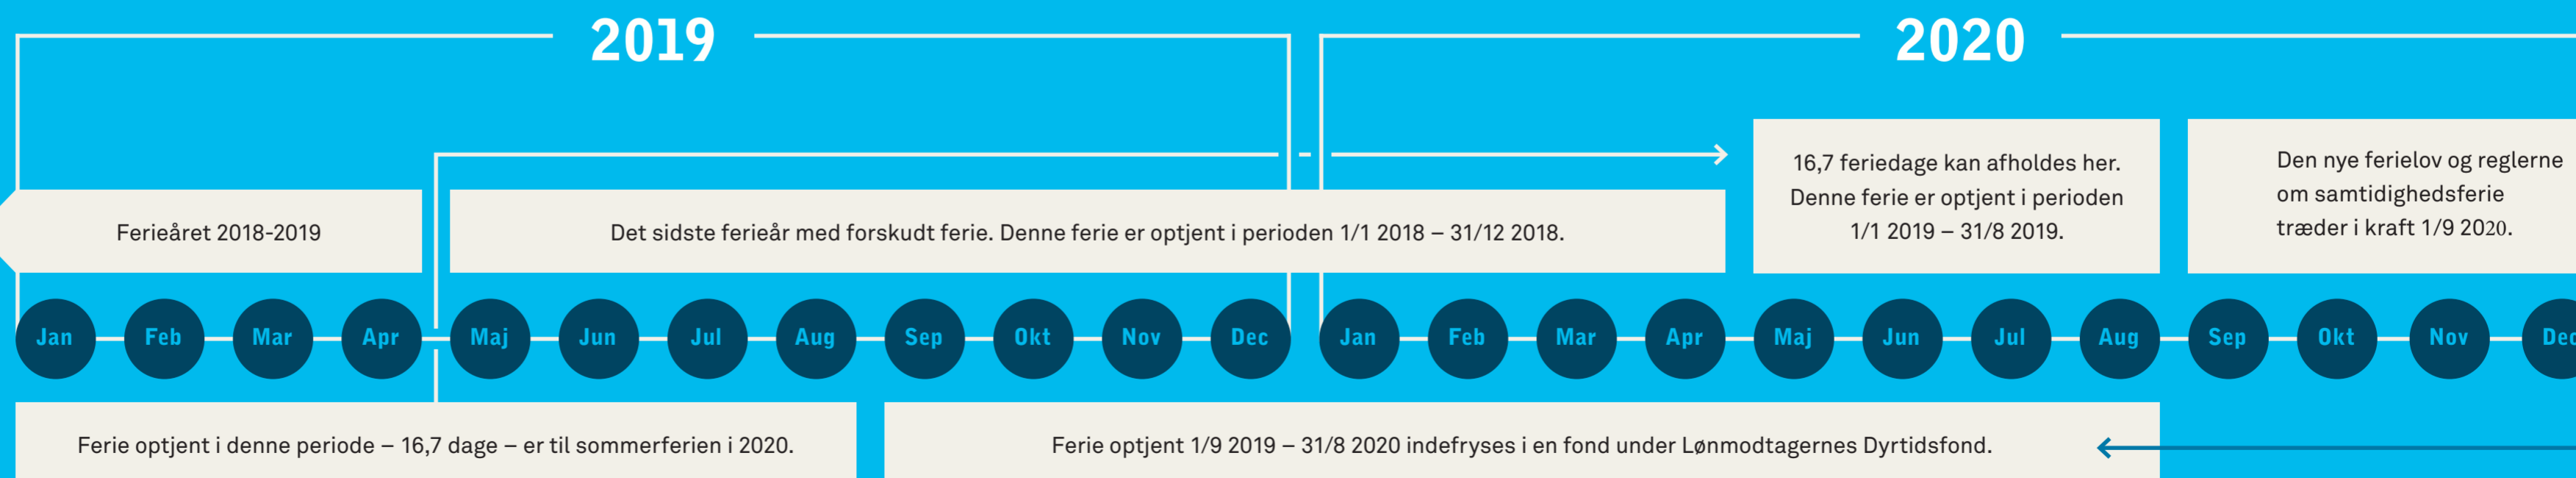 2019
2020
16,7 feriedage kan afholdes her.
Denne ferie er optjent i perioden
1/1 2019 – 31/8 2019.
Den nye ferielov og reglerne
om samtidighedsferie
træder i kraft 1/9 2020.
Ferieåret 2018-2019
Det sidste ferieår med forskudt ferie. Denne ferie er optjent i perioden 1/1 2018 – 31/12 2018.
Jan Feb Mar Apr Maj Jun Jul Aug Sep Okt Nov Dec Jan Feb Mar Apr Maj Jun Jul Aug Sep Okt Nov Dec
Ferie optjent i denne periode – 16,7 dage – er til sommerferien i 2020.
Ferie optjent 1/9 2019 – 31/8 2020 indefryses i en fond under Lønmodtagernes Dyrtidsfond.